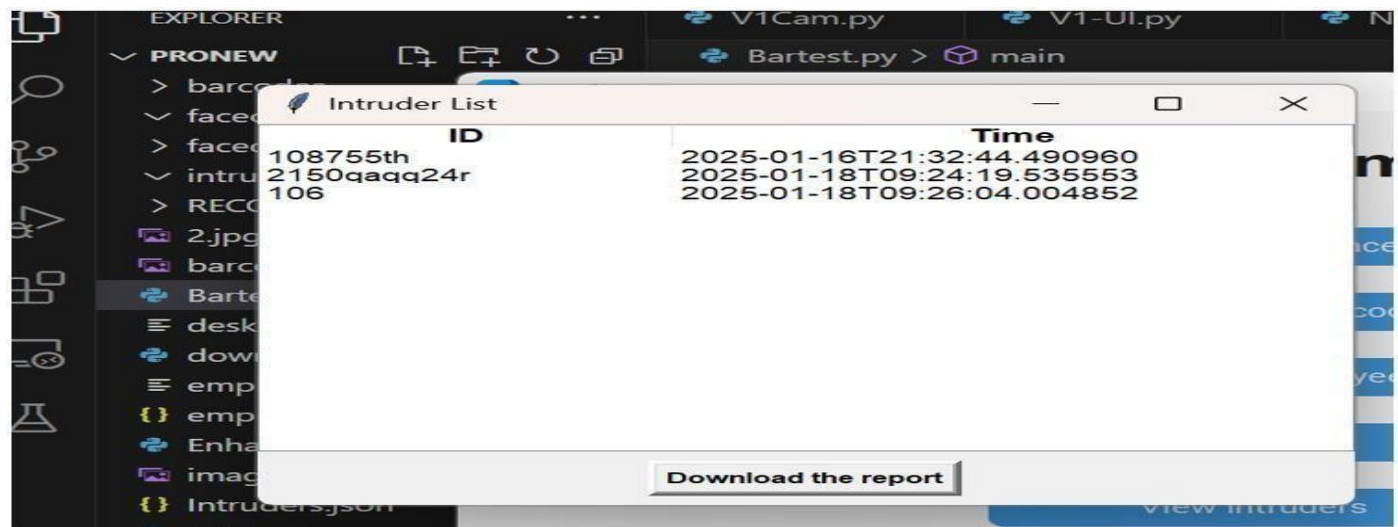 EXPLORER ... V1Cam.py V1-UI.py
PRONEW Bartest.py > main
Intruder List
ID Time
108755th 2025-01-16T21:32:44.490960
2150qaqq24r 2025-01-18T09:24:19.535553
106 2025-01-18T09:26:04.004852
2.jpg
Download the report
Intruders.json
View Intruders